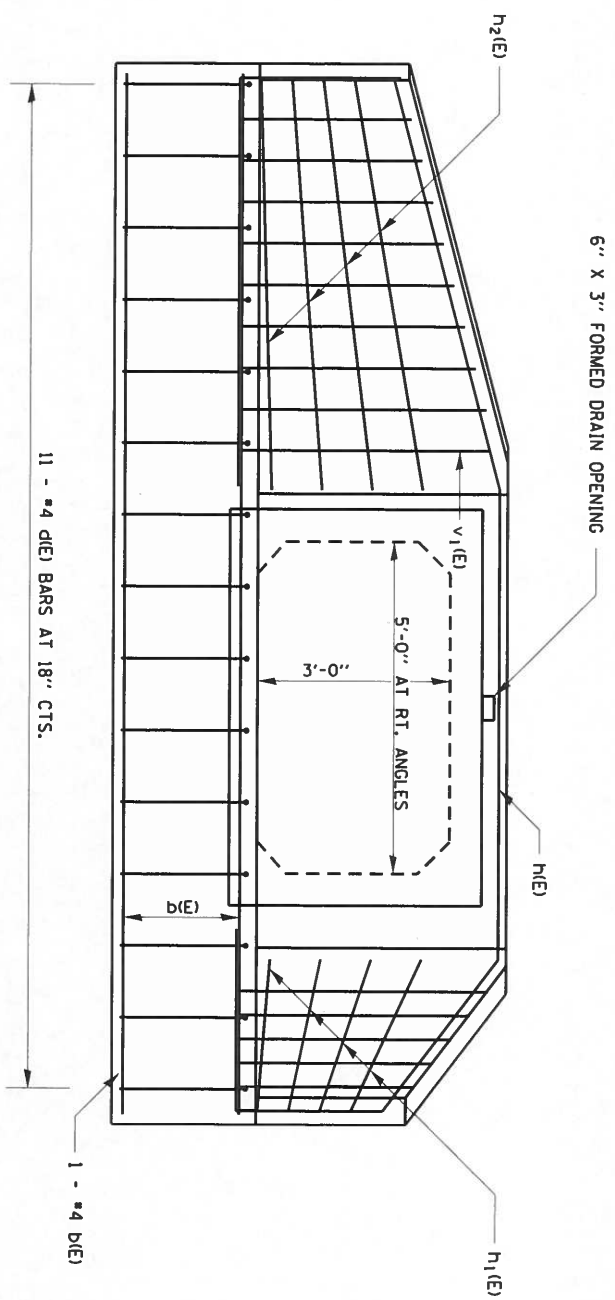 6" X 3" FORMED DRAIN OPENING
h(E)
h₂(E)
h₁(E)
v₁(E)
5'-0" AT RT. ANGLES
3'-0"
b(E)
11 - #4 d(E) BARS AT 18" CTS.
1 - #4 b(E)